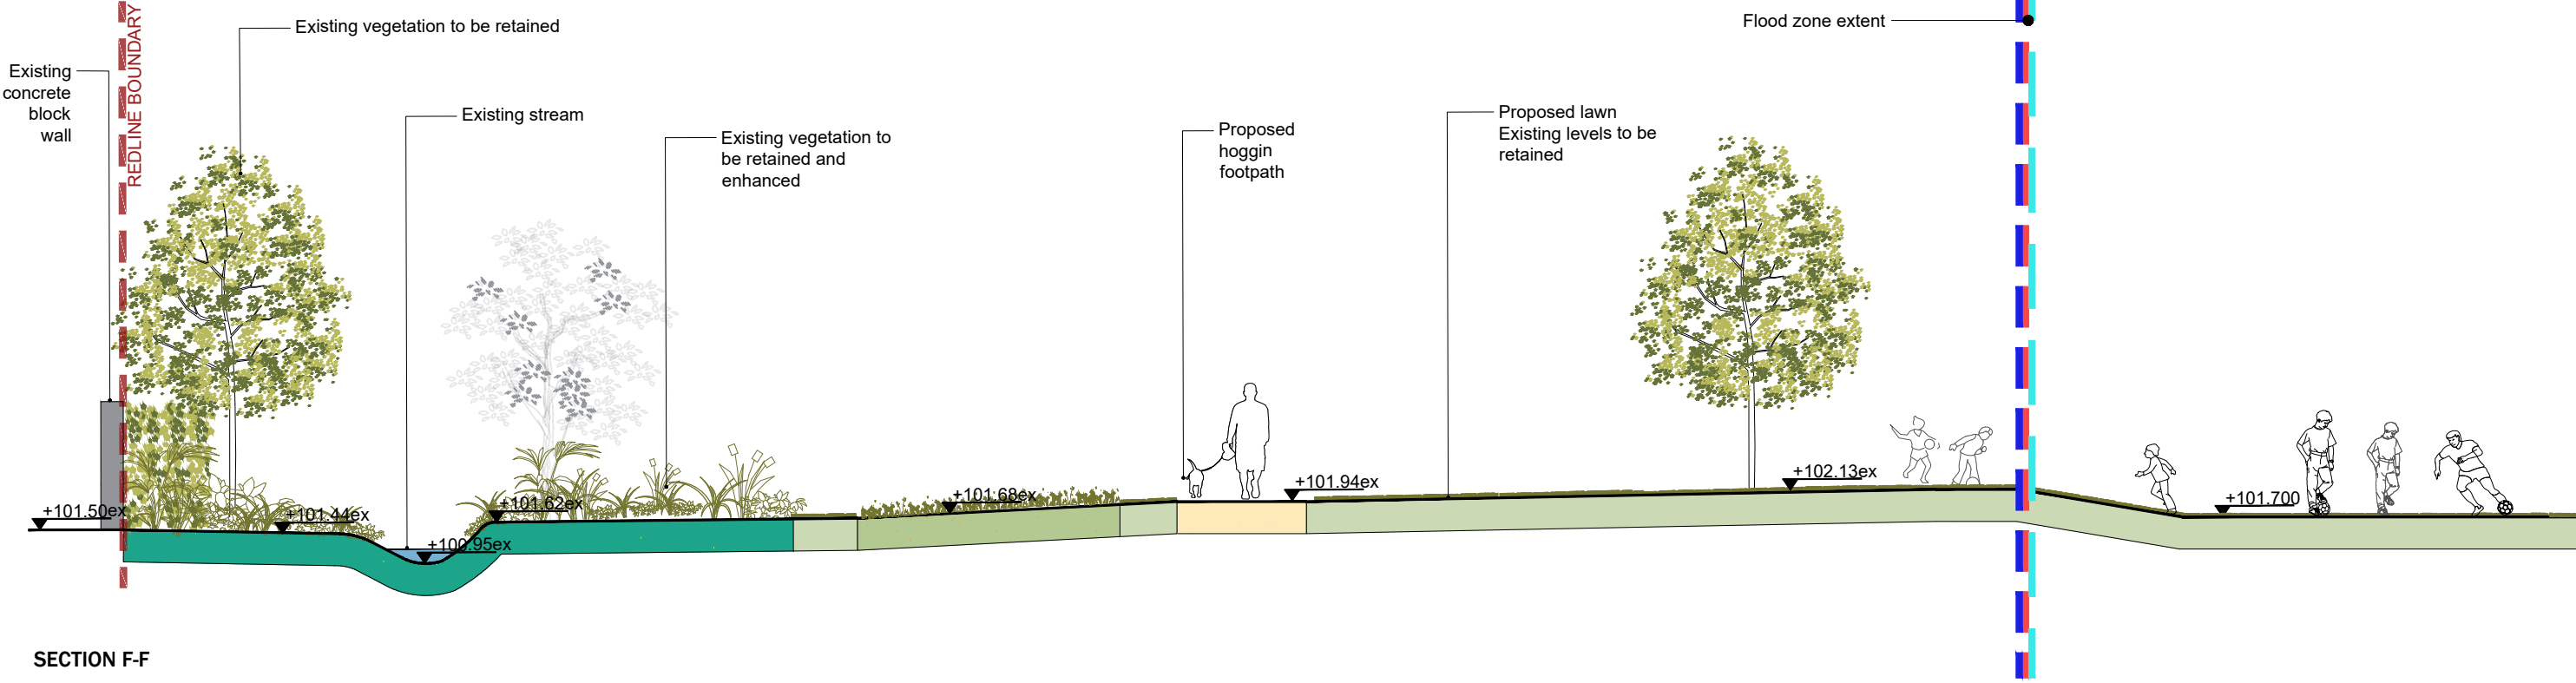 Existing
concrete
block
wall
REDLINE BOUNDARY
Existing vegetation to be retained
Existing stream
Existing vegetation to
be retained and
enhanced
Proposed
hoggin
footpath
Proposed lawn
Existing levels to be
retained
Flood zone extent
+101.50ex
+101.44ex
+100.95ex
+101.62ex
+101.68ex
+101.94ex
+102.13ex
+101.700
SECTION F-F